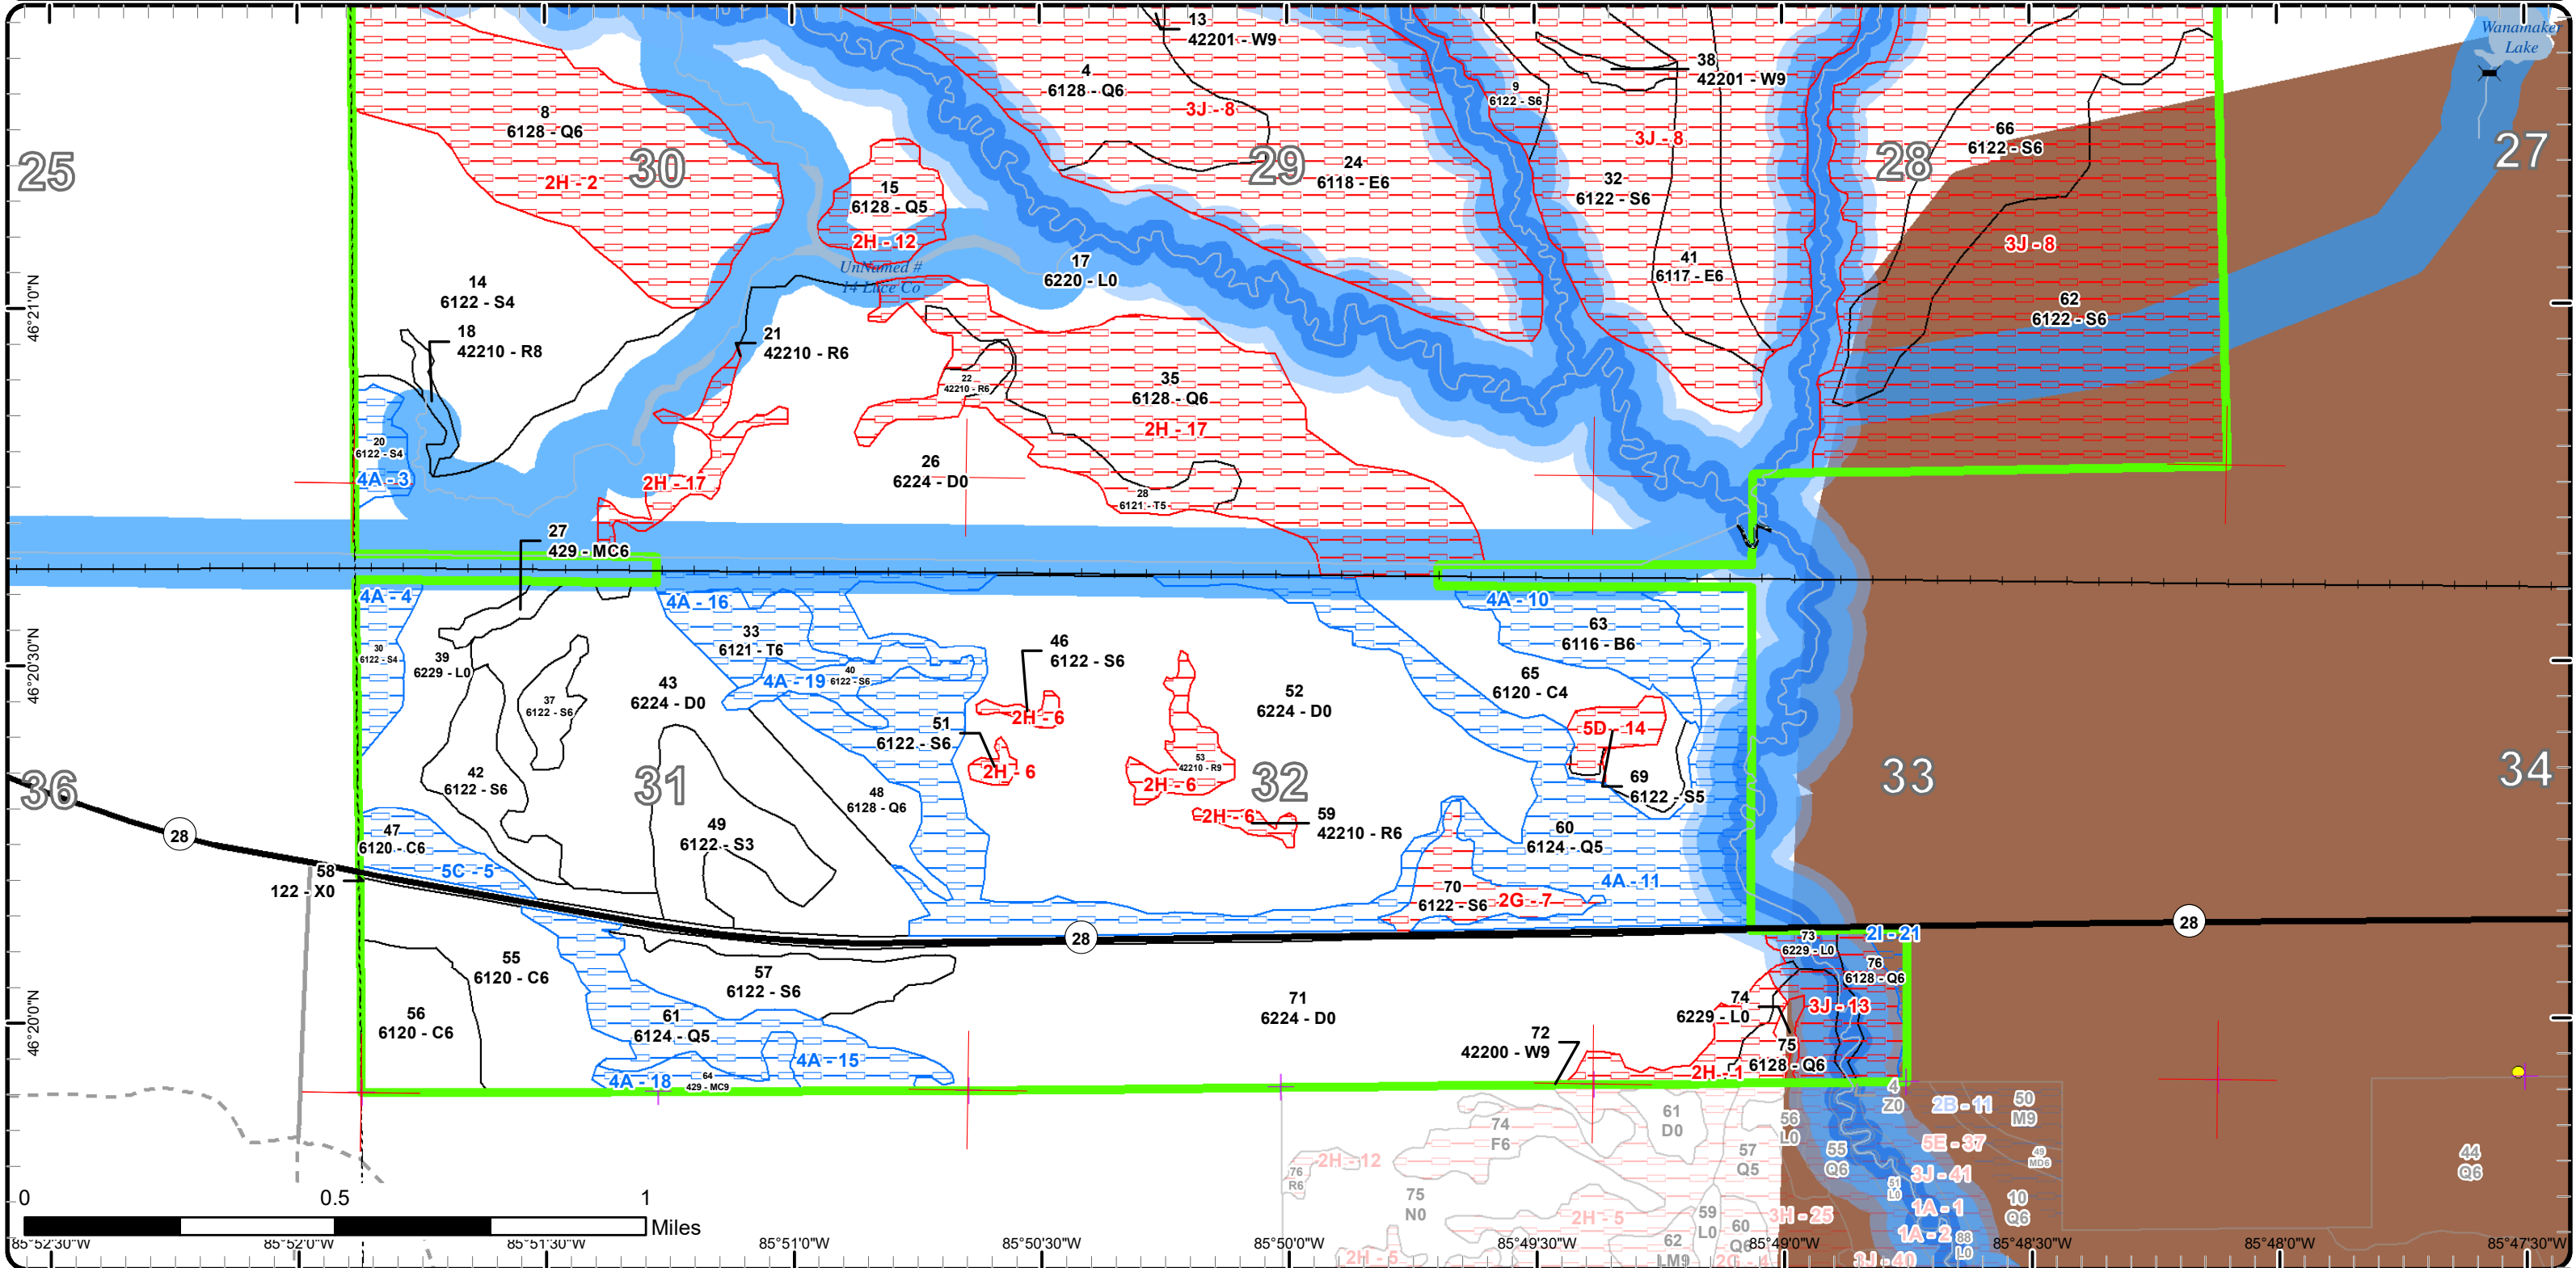 Wanamaker
Lake
13
42201 - W9
4
6128 - Q6
3J - 8
9
6122 - S6
38
42201 - W9
3J - 8
8
6128 - Q6
2H - 2
25
30
29
28
27
24
6118 - E6
32
6122 - S6
66
6122 - S6
3J - 8
15
6128 - Q5
2H - 12
UnNamed #
14 Luce Co
17
6220 - L0
41
6117 - E6
62
6122 - S6
14
6122 - S4
18
42210 - R8
21
42210 - R6
22
42210 - R6
35
6128 - Q6
2H - 17
20
6122 - S4
4A - 3
2H - 17
26
6224 - D0
28
6121 - T5
27
429 - MC6
4A - 4
4A - 16
4A - 10
33
6121 - T6
63
6116 - B6
30
6122 - S4
39
6229 - L0
4A - 19
40
6122 - S6
46
6122 - S6
43
6224 - D0
37
6122 - S6
52
6224 - D0
65
6120 - C4
2H - 6
51
6122 - S6
5D - 14
2H - 6
53
42210 - R9
2H - 6
36
31
32
33
34
42
6122 - S6
69
6122 - S5
48
6128 - Q6
2H - 6
59
42210 - R6
28
47
6120 - C6
49
6122 - S3
60
6124 - Q5
58
122 - X0
5C - 5
4A - 11
70
6122 - S6
2G - 7
28
28
73
6229 - L0
2I - 21
55
6120 - C6
57
6122 - S6
76
6128 - Q6
56
6120 - C6
61
6124 - Q5
71
6224 - D0
74
6229 - L0
3J - 13
72
42200 - W9
75
6128 - Q6
4A - 15
4A - 18
64
429 - MC9
2H - 1
4
Z0
2B - 11
50
M9
61
D0
74
F6
56
L0
57
Q5
55
Q6
5E - 37
49
MD6
44
Q6
76
R6
2H - 12
3J - 41
51
L0
75
N0
10
Q6
1A - 1
2H - 5
59
L0
60
Q6
3H - 25
1A - 2
88
L0
62
LM9
2H - 5
2G - 4
3J - 40
46°21'0"N
46°20'30"N
46°20'0"N
0 0.5 1
Miles
85°52'30"W 85°52'0"W 85°51'30"W 85°51'0"W 85°50'30"W 85°50'0"W 85°49'30"W 85°49'0"W 85°48'30"W 85°48'0"W 85°47'30"W